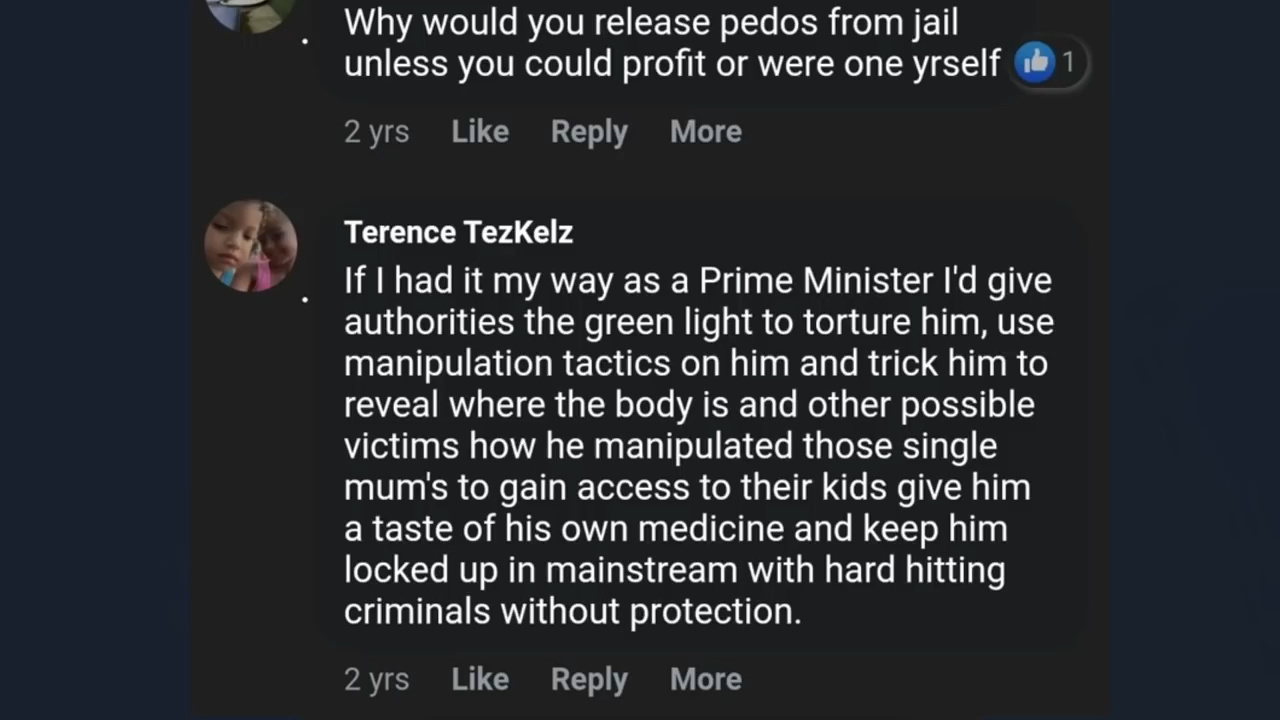 Why would you release pedos from jail
unless you could profit or were one yrself
1
2 yrs Like Reply More
Terence TezKelz
If I had it my way as a Prime Minister I'd give
authorities the green light to torture him, use
manipulation tactics on him and trick him to
reveal where the body is and other possible
victims how he manipulated those single
mum's to gain access to their kids give him
a taste of his own medicine and keep him
locked up in mainstream with hard hitting
criminals without protection.
2 yrs Like Reply More